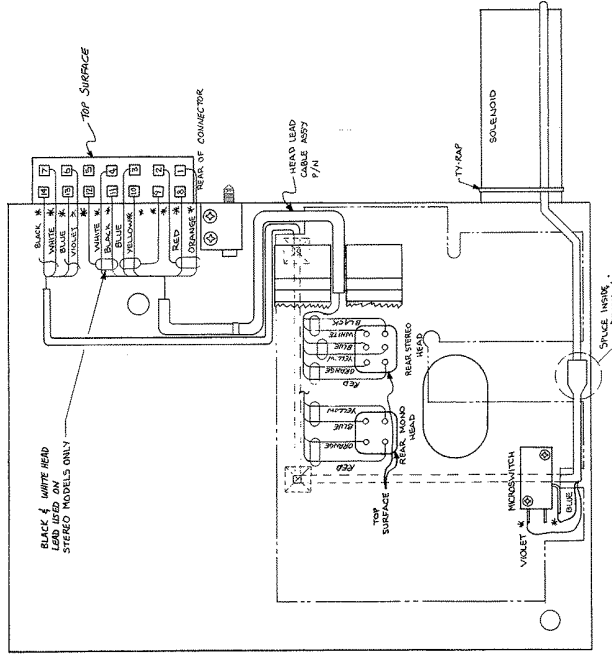 TOP SURFACE
7 6 5 4 3 2 1
14 13 12 11 10 9 8
REAR OF CONNECTOR
BLACK *
WHITE *
BLUE *
VIOLET *
*
WHITE *
BLACK *
BLUE
YELLOW *
*
*
RED *
ORANGE *
HEAD LEAD
CABLE ASSY
P/N
TY-RAP
SOLENOID
SPLICE INSIDE.
BLACK & WHITE HEAD
LEAD USED ON
STEREO MODELS ONLY
BLACK
WHITE
BLUE
YELLOW
ORANGE
RED
REAR STEREO
HEAD
YELLOW
BLUE
ORANGE
RED
REAR MONO
HEAD
TOP
SURFACE
MICROSWITCH
VIOLET *
* BLUE